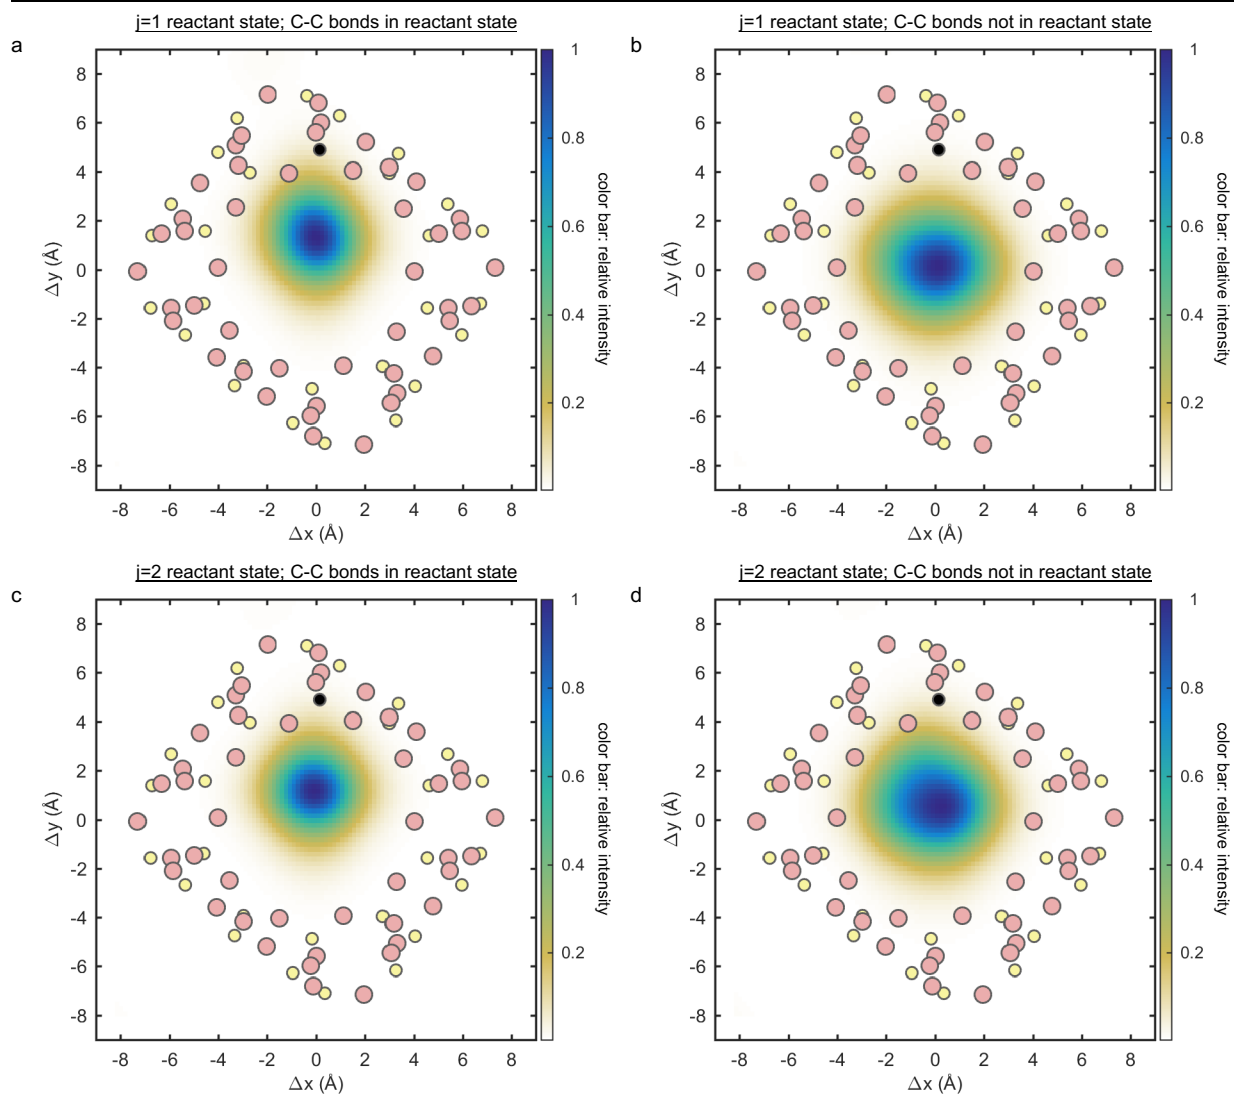 j=1 reactant state; C-C bonds in reactant state
a
8
6
4
2
0
-2
-4
-6
-8
Δy (Å)
-8 -6 -4 -2 0 2 4 6 8
Δx (Å)
1
0.8
0.6
0.4
0.2
color bar: relative intensity
j=1 reactant state; C-C bonds not in reactant state
b
8
6
4
2
0
-2
-4
-6
-8
Δy (Å)
-8 -6 -4 -2 0 2 4 6 8
Δx (Å)
1
0.8
0.6
0.4
0.2
color bar: relative intensity
j=2 reactant state; C-C bonds in reactant state
c
8
6
4
2
0
-2
-4
-6
-8
Δy (Å)
-8 -6 -4 -2 0 2 4 6 8
Δx (Å)
1
0.8
0.6
0.4
0.2
color bar: relative intensity
j=2 reactant state; C-C bonds not in reactant state
d
8
6
4
2
0
-2
-4
-6
-8
Δy (Å)
-8 -6 -4 -2 0 2 4 6 8
Δx (Å)
1
0.8
0.6
0.4
0.2
color bar: relative intensity